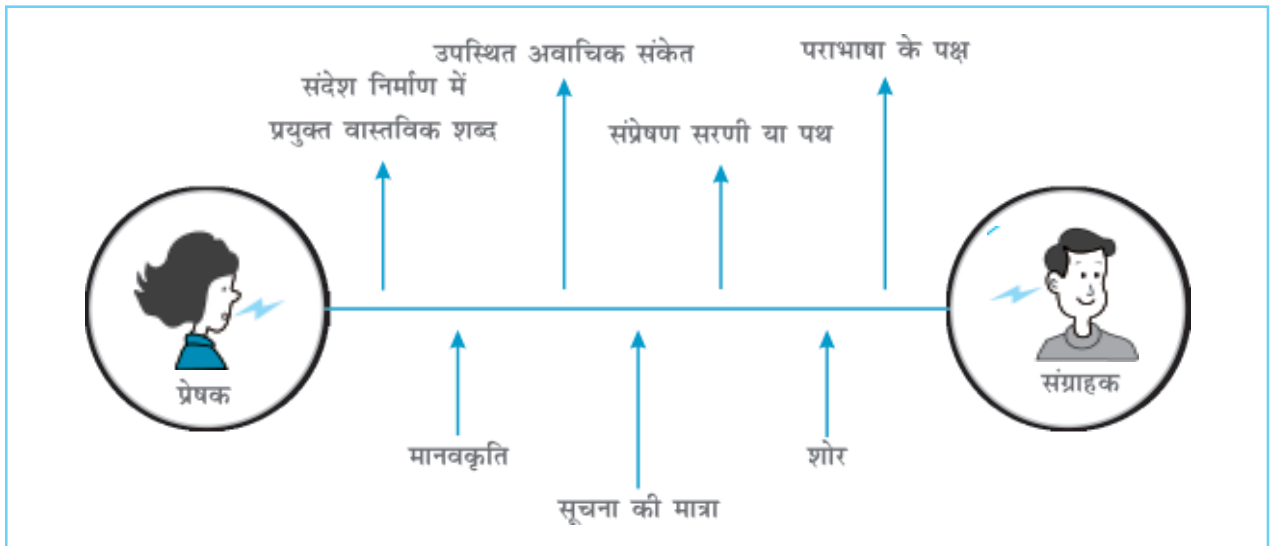 उपस्थित अवाचिक संकेत
पराभाषा के पक्ष
संदेश निर्माण में
प्रयुक्त वास्तविक शब्द
संप्रेषण सरणी या पथ
प्रेषक
संग्राहक
मानवकृति
शोर
सूचना की मात्रा